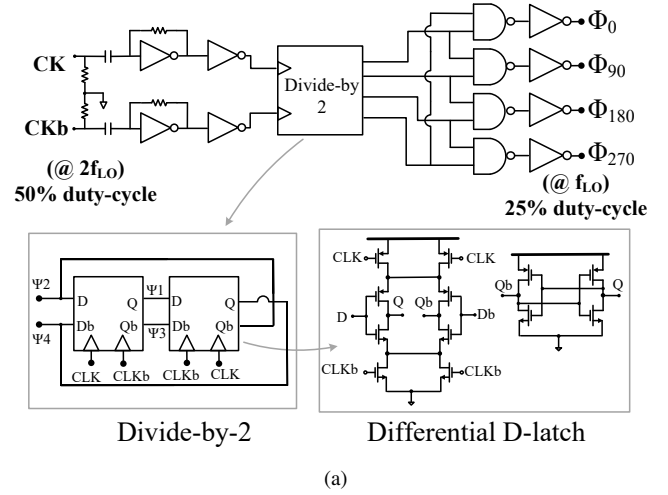 CK
CKb
(@ 2f_LO)
50% duty-cycle
Divide-by
2
Φ0
Φ90
Φ180
Φ270
(@ f_LO)
25% duty-cycle
Ψ2
Ψ4
D
Db
Q
Qb
Ψ1
Ψ3
D
Db
Q
Qb
CLK
CLKb
CLKb
CLK
Divide-by-2
CLK
CLK
D
Q
Qb
Db
CLKb
CLKb
Qb
Q
Differential D-latch
(a)